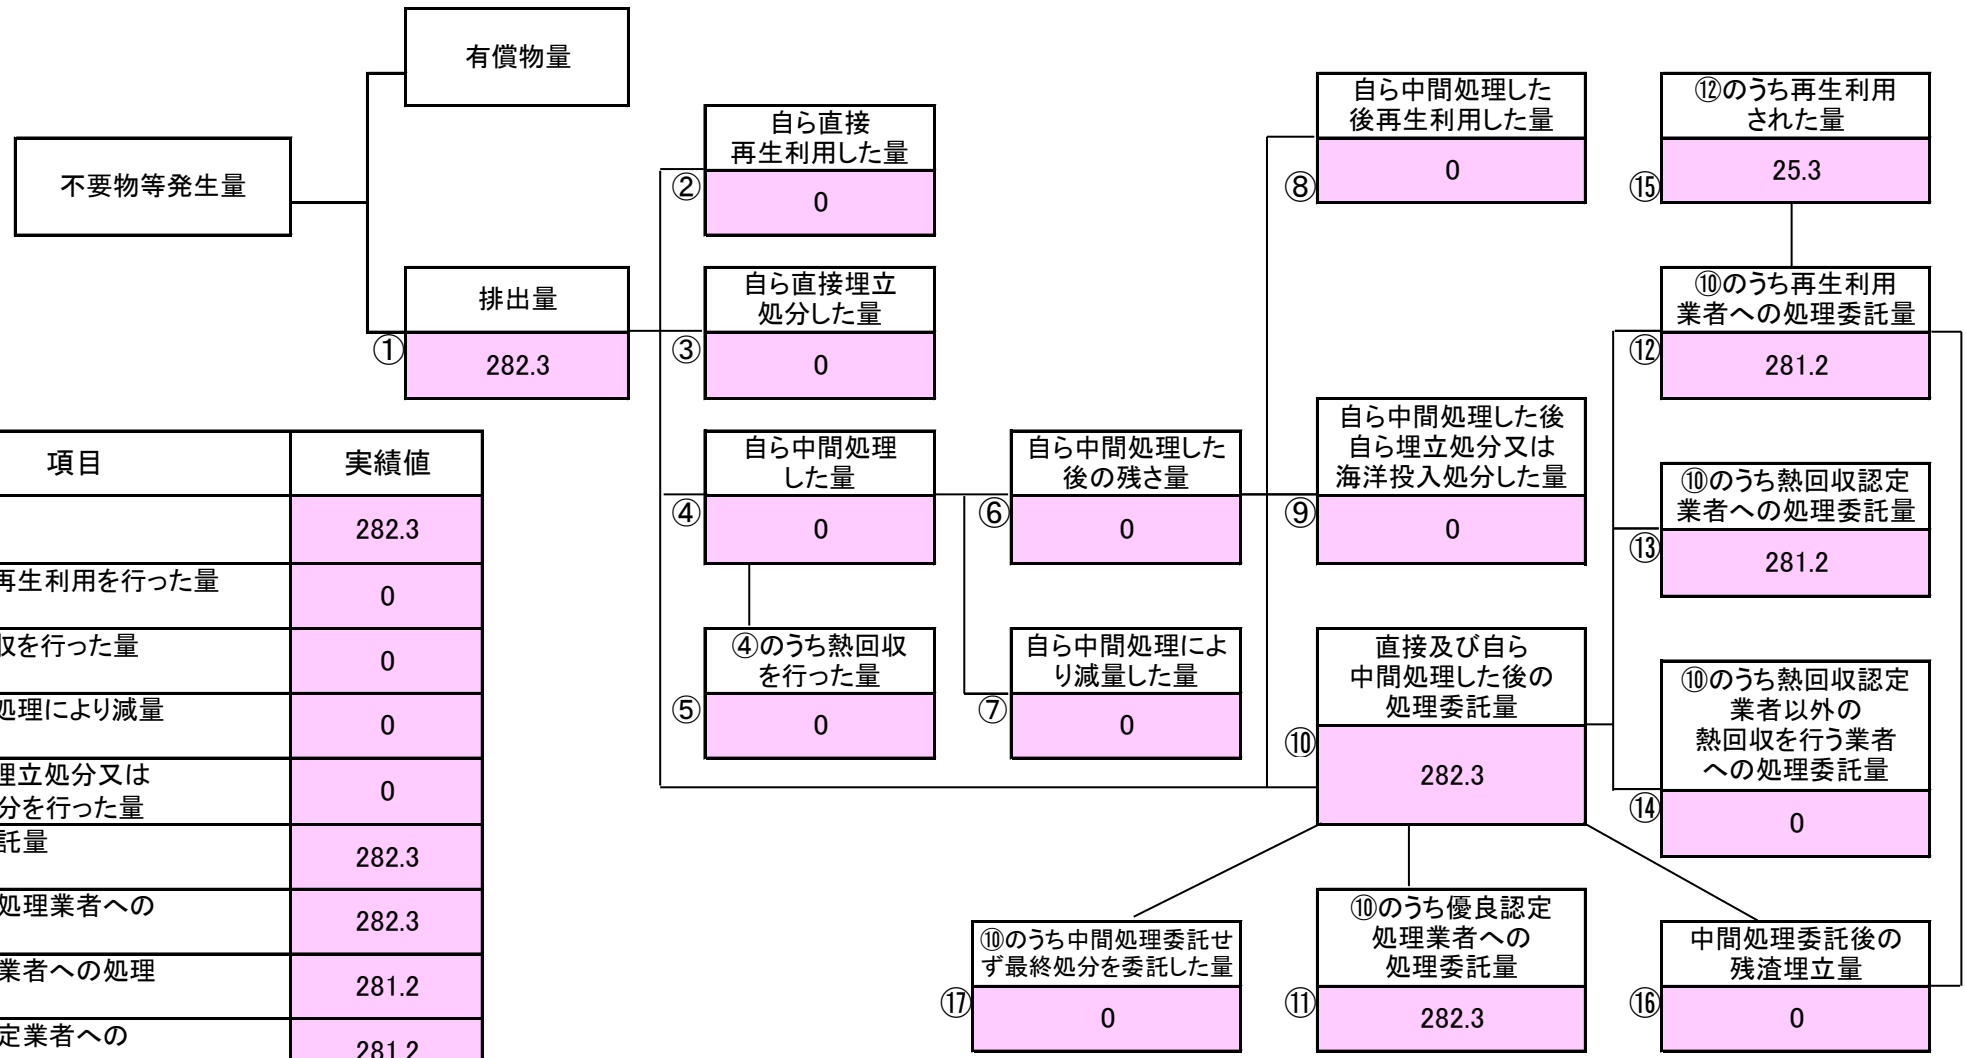 有償物量
不要物等発生量
排出量
①
282.3
自ら直接
再生利用した量
②
0
自ら直接埋立
処分した量
③
0
自ら中間処理
した量
④
0
④のうち熱回収
を行った量
⑤
0
自ら中間処理した
後の残さ量
⑥
0
自ら中間処理によ
り減量した量
⑦
0
自ら中間処理した
後再生利用した量
⑧
0
自ら中間処理した後
自ら埋立処分又は
海洋投入処分した量
⑨
0
直接及び自ら
中間処理した後の
処理委託量
⑩
282.3
⑫のうち再生利用
された量
⑮
25.3
⑩のうち再生利用
業者への処理委託量
⑫
281.2
⑩のうち熱回収認定
業者への処理委託量
⑬
281.2
⑩のうち熱回収認定
業者以外の
熱回収を行う業者
への処理委託量
⑭
0
⑩のうち中間処理委託せ
ず最終処分を委託した量
⑰
0
⑩のうち優良認定
処理業者への
処理委託量
⑪
282.3
中間処理委託後の
残渣埋立量
⑯
0
項目 実績値
282.3
再生利用を行った量
0
収を行った量
0
処理により減量
0
埋立処分又は
分を行った量
0
託量
282.3
処理業者への
282.3
業者への処理
281.2
定業者への
281.2